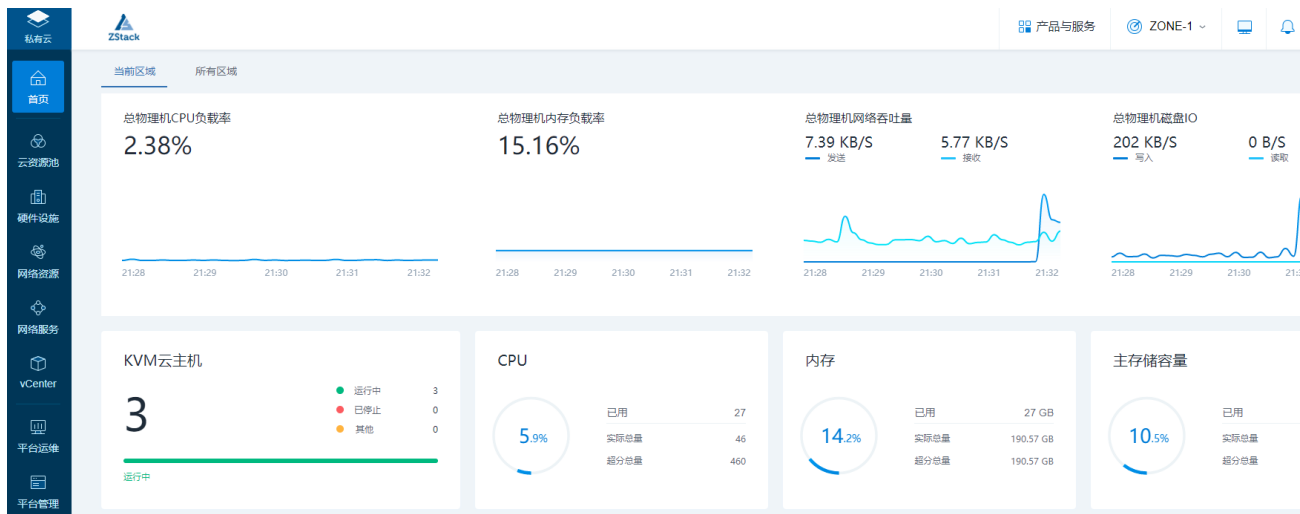 私有云
ZStack
产品与服务
ZONE-1
首页
云资源池
硬件设施
网络资源
网络服务
vCenter
平台运维
平台管理
当前区域 所有区域
总物理机CPU负载率
2.38%
21:28 21:29 21:30 21:31 21:32
总物理机内存负载率
15.16%
21:28 21:29 21:30 21:31 21:32
总物理机网络吞吐量
7.39 KB/S 5.77 KB/S
发送 接收
21:28 21:29 21:30 21:31 21:32
总物理机磁盘IO
202 KB/S 0 B/S
写入 读取
21:28 21:29 21:30
KVM云主机
3
运行中 3
已停止 0
其他 0
运行中
CPU
5.9%
已用 27
实际总量 46
超分总量 460
内存
14.2%
已用 27 GB
实际总量 190.57 GB
超分总量 190.57 GB
主存储容量
10.5%
已用
实际总量
超分总量